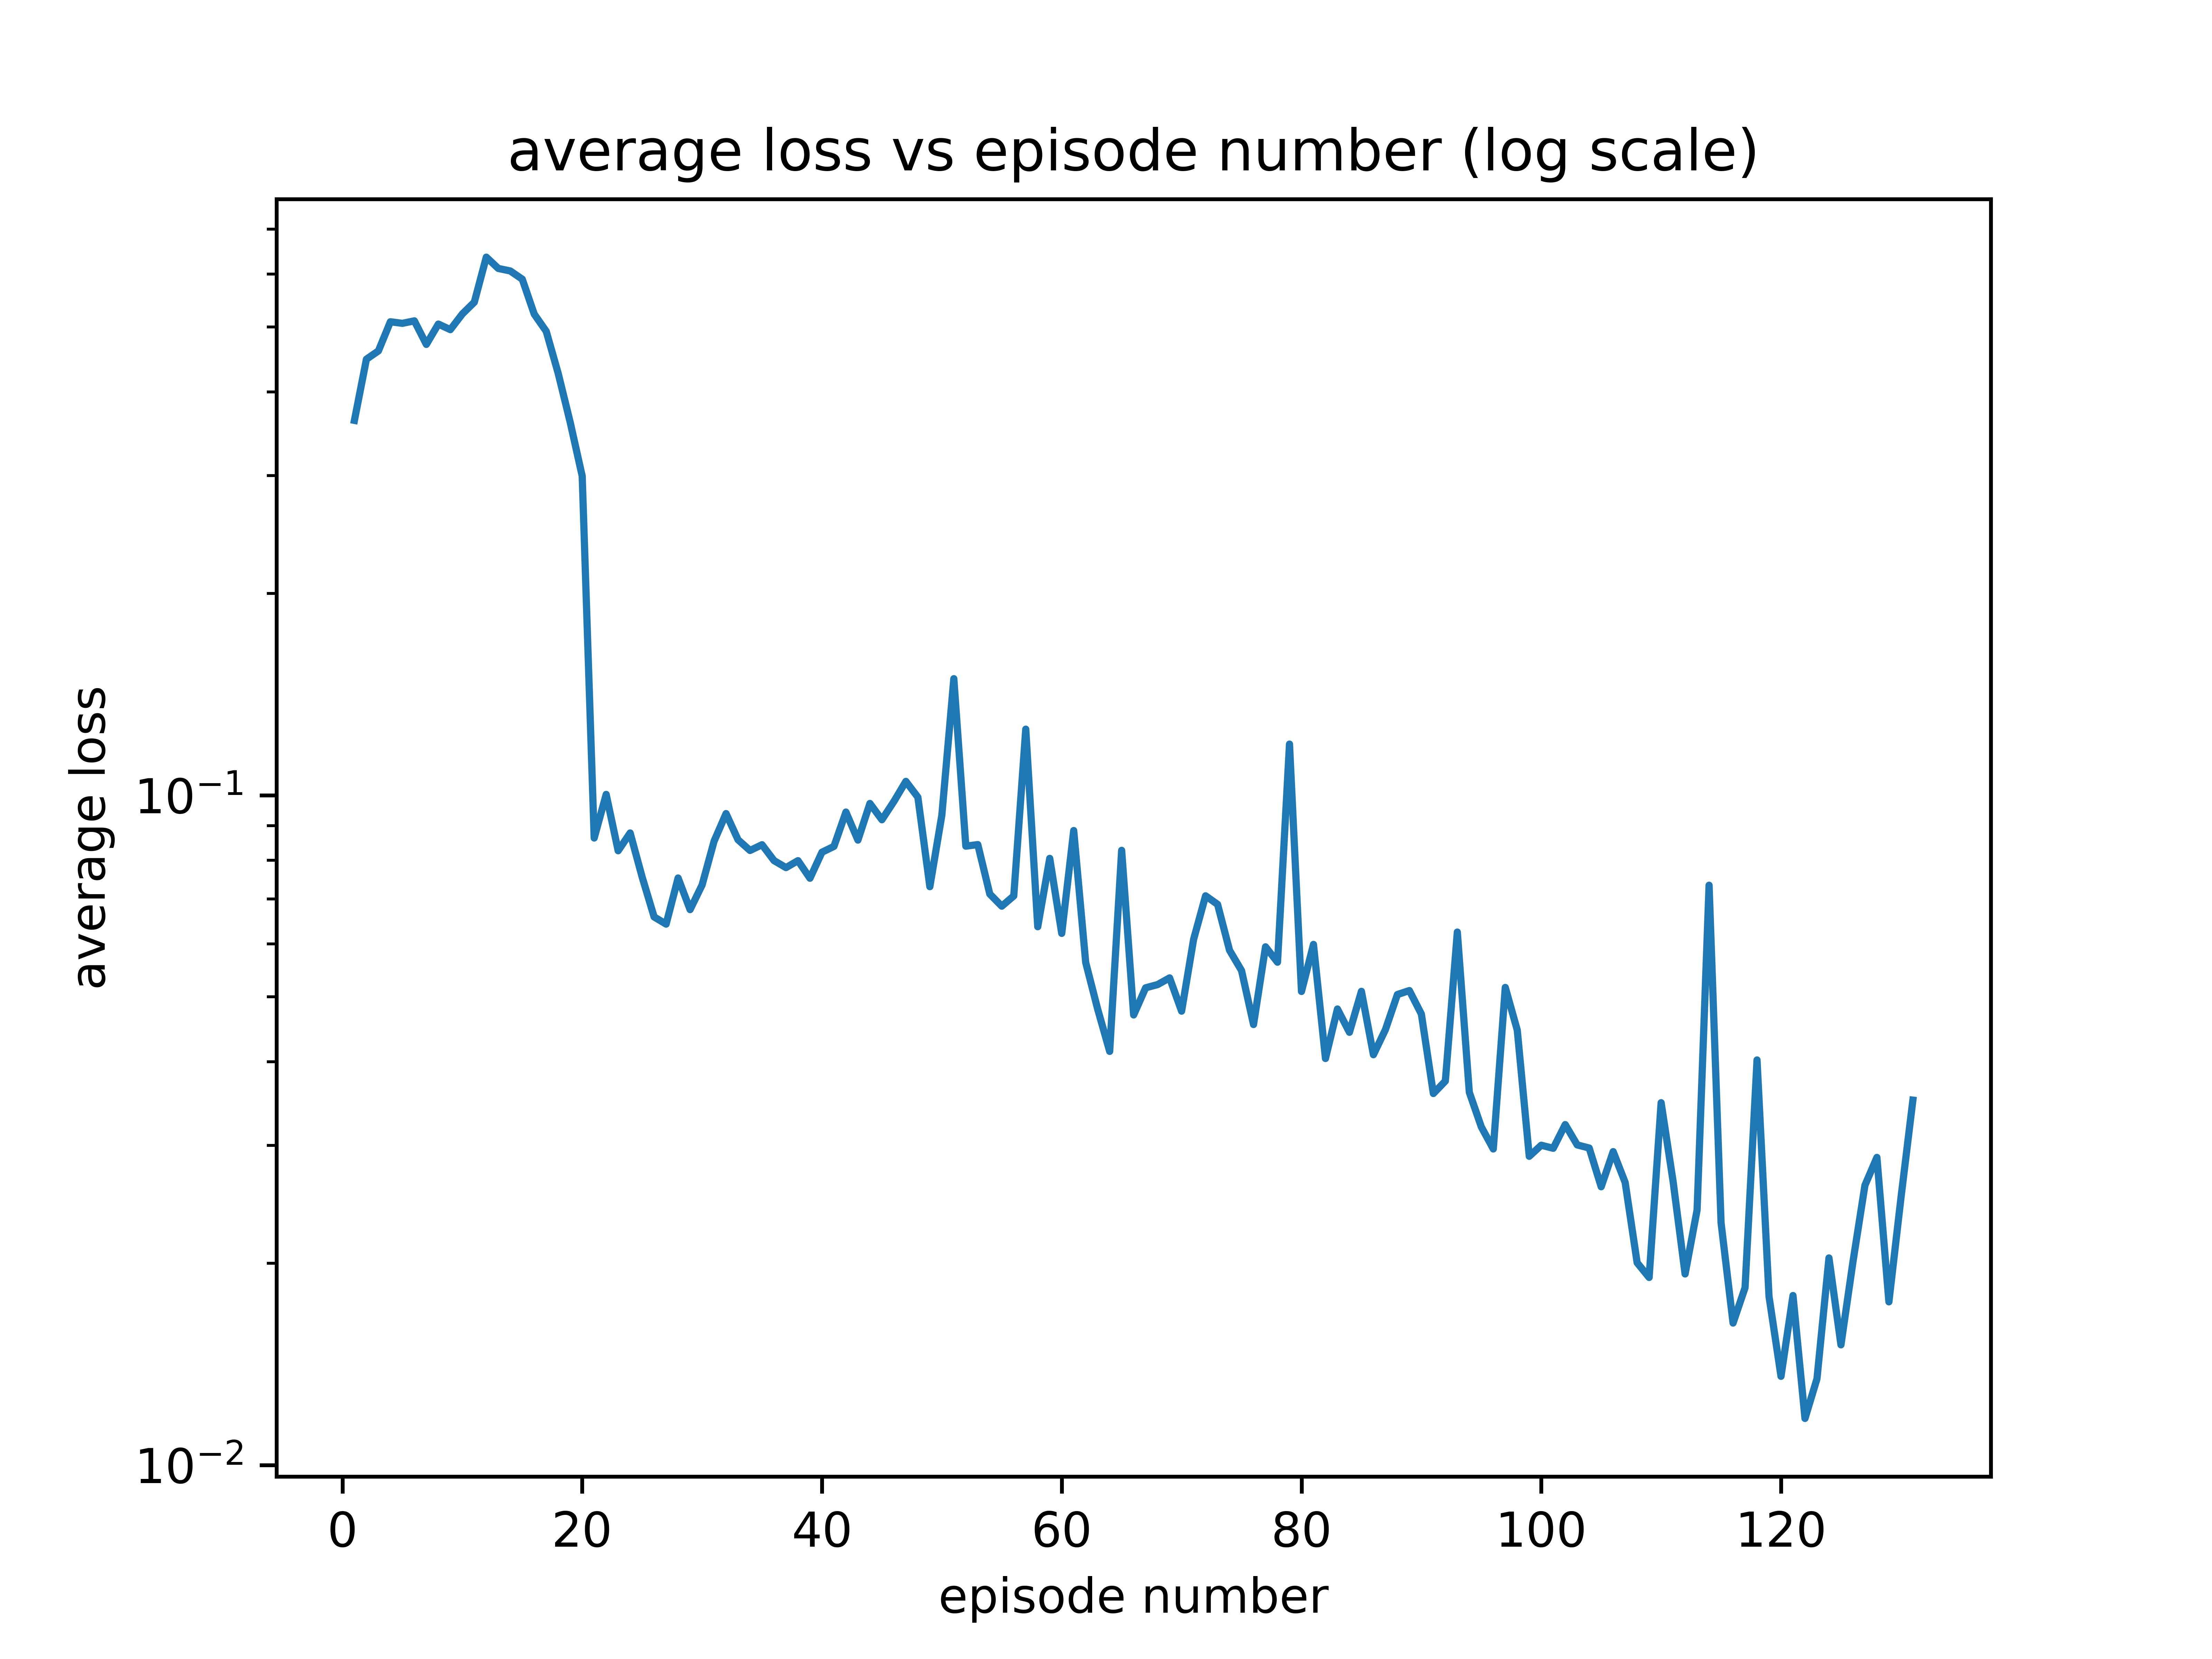 average loss vs episode number (log scale)
average loss
10⁻¹
10⁻²
0 20 40 60 80 100 120
episode number